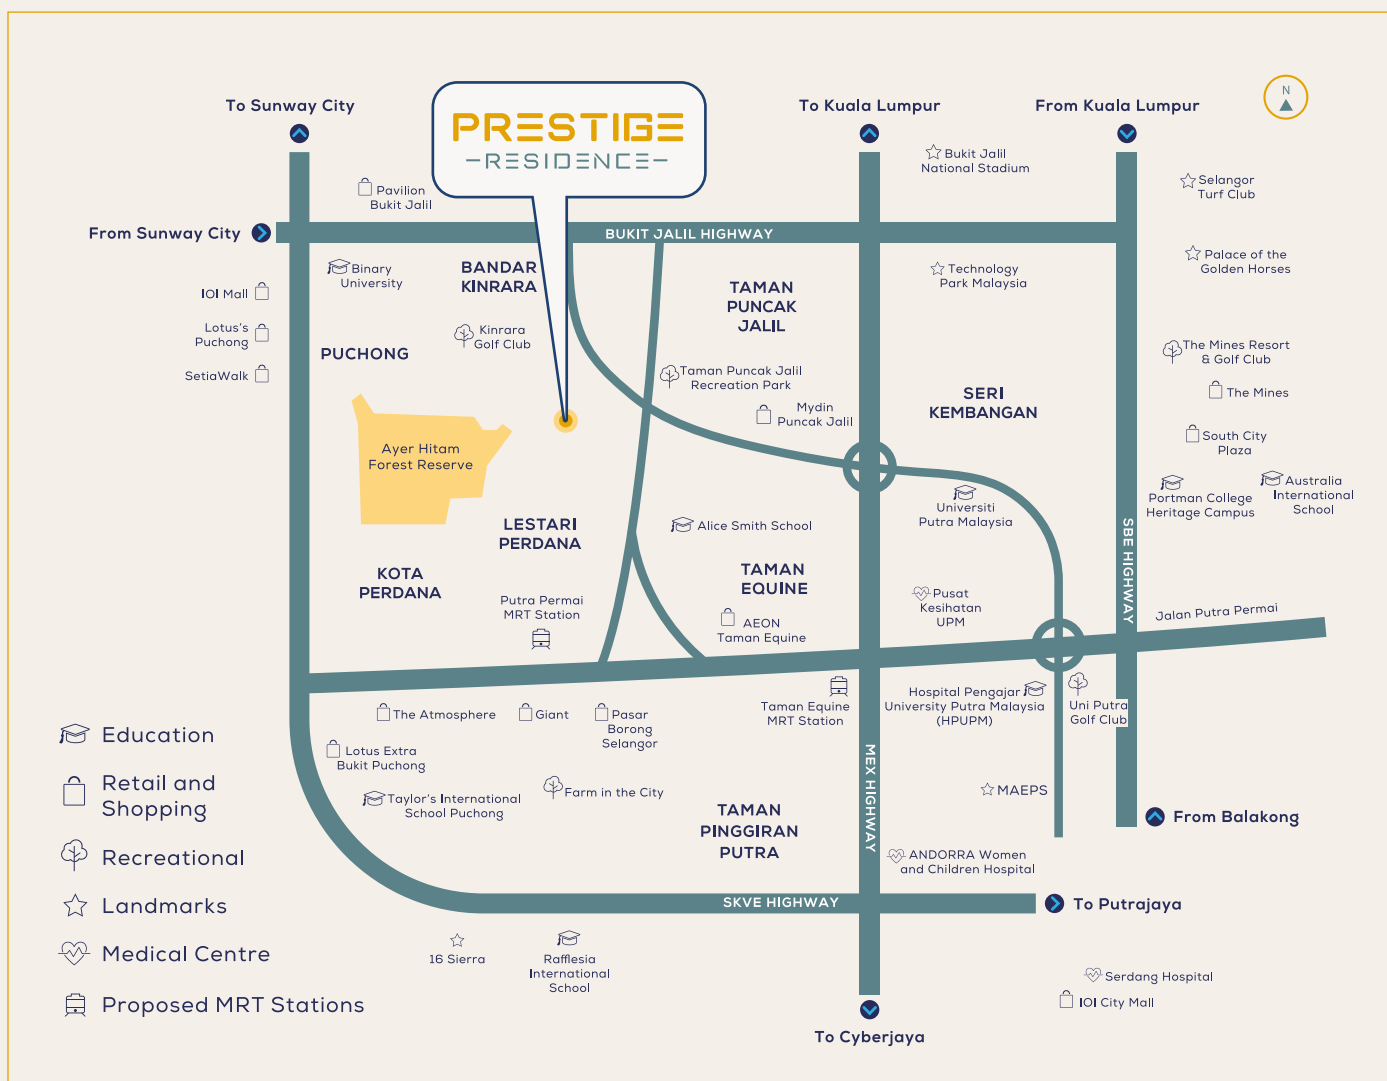 To Sunway City
PRESTIGE
RESIDENCE
To Kuala Lumpur
From Kuala Lumpur
N
Bukit Jalil
National Stadium
Selangor
Turf Club
Pavilion
Bukit Jalil
From Sunway City
BUKIT JALIL HIGHWAY
Palace of the
Golden Horses
Binary
University
BANDAR
KINRARA
TAMAN
PUNCAK
JALIL
Technology
Park Malaysia
IOI Mall
Lotus's
Puchong
SetiaWalk
PUCHONG
Kinrara
Golf Club
The Mines Resort
& Golf Club
Taman Puncak Jalil
Recreation Park
Mydin
Puncak Jalil
SERI
KEMBANGAN
The Mines
South City
Plaza
Ayer Hitam
Forest Reserve
Portman College
Heritage Campus
Australia
International
School
Universiti
Putra Malaysia
LESTARI
PERDANA
Alice Smith School
SBE HIGHWAY
KOTA
PERDANA
TAMAN
EQUINE
Putra Permai
MRT Station
AEON
Taman Equine
Pusat
Kesihatan
UPM
Jalan Putra Permai
The Atmosphere
Giant
Pasar
Borong
Selangor
Taman Equine
MRT Station
Hospital Pengajar
University Putra Malaysia
(HPUPM)
Uni Putra
Golf Club
Lotus Extra
Bukit Puchong
Taylor's International
School Puchong
Farm in the City
MEX HIGHWAY
MAEPS
TAMAN
PINGGIRAN
PUTRA
From Balakong
ANDORRA Women
and Children Hospital
SKVE HIGHWAY
To Putrajaya
16 Sierra
Rafflesia
International
School
Serdang Hospital
IOI City Mall
To Cyberjaya
Education
Retail and
Shopping
Recreational
Landmarks
Medical Centre
Proposed MRT Stations